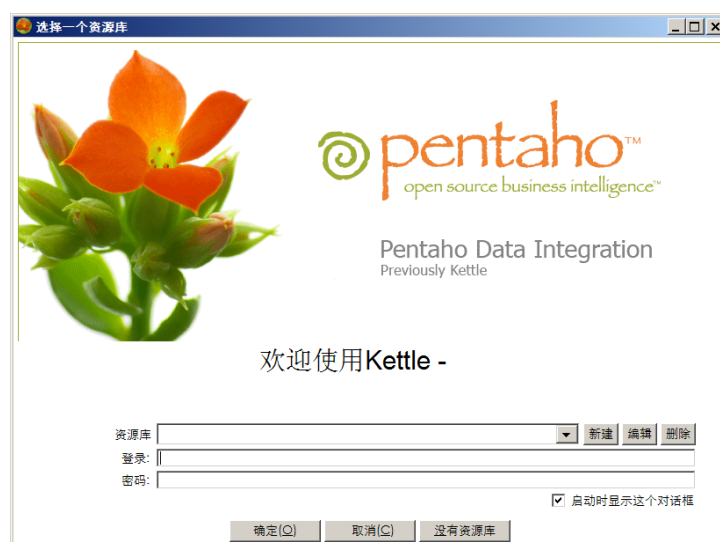 选择一个资源库
pentaho™
open source business intelligence™
Pentaho Data Integration
Previously Kettle
欢迎使用Kettle -
资源库 新建 编辑 删除
登录:
密码:
启动时显示这个对话框
确定(O) 取消(C) 没有资源库